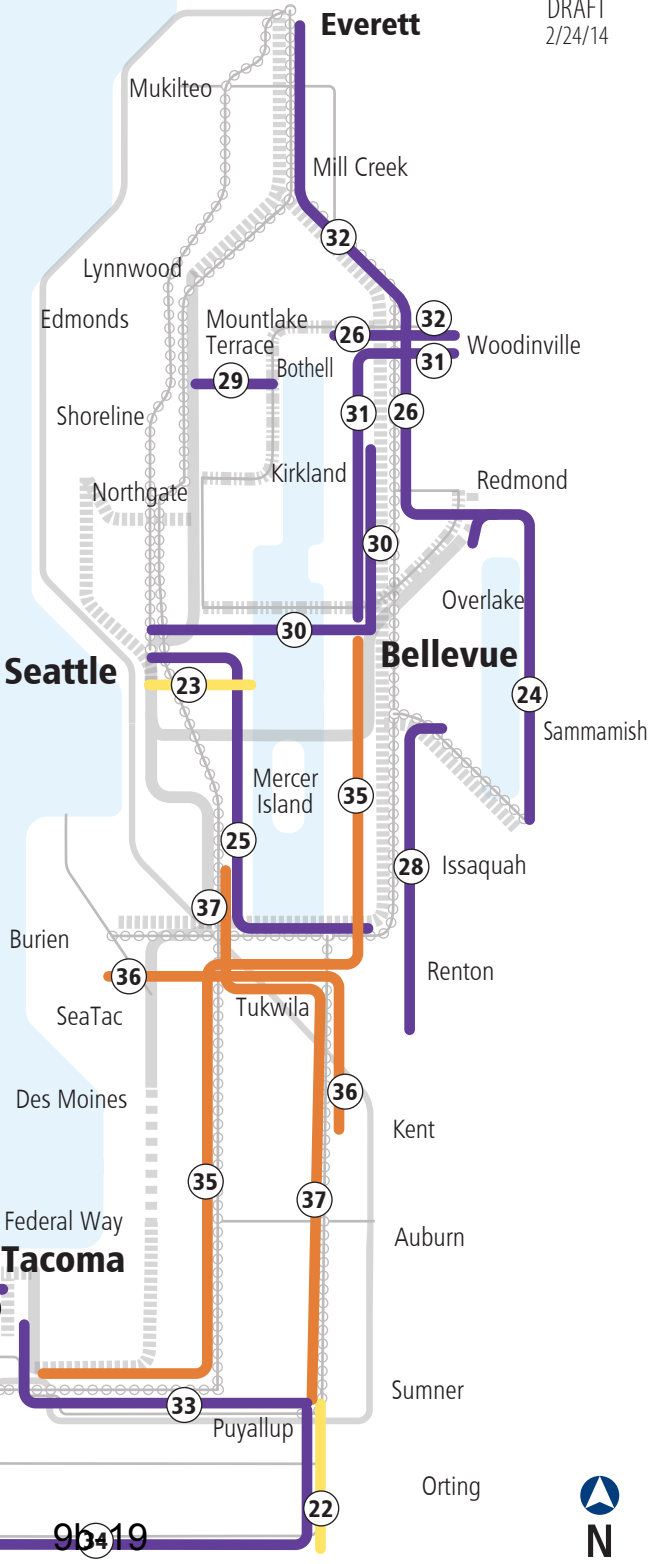 DRAFT
2/24/14
Everett
Mukilteo
Mill Creek
32
Lynnwood
Edmonds
Mountlake
Terrace
26
32
Woodinville
31
Bothell
29
Shoreline
31
26
Kirkland
Redmond
Northgate
30
Overlake
30
Bellevue
Seattle
23
24
Sammamish
Mercer
Island
35
25
28
Issaquah
37
Burien
36
Renton
SeaTac
Tukwila
Des Moines
36
Kent
35
37
Federal Way
Auburn
Tacoma
Sumner
33
Puyallup
Orting
22
34
9b-19
N